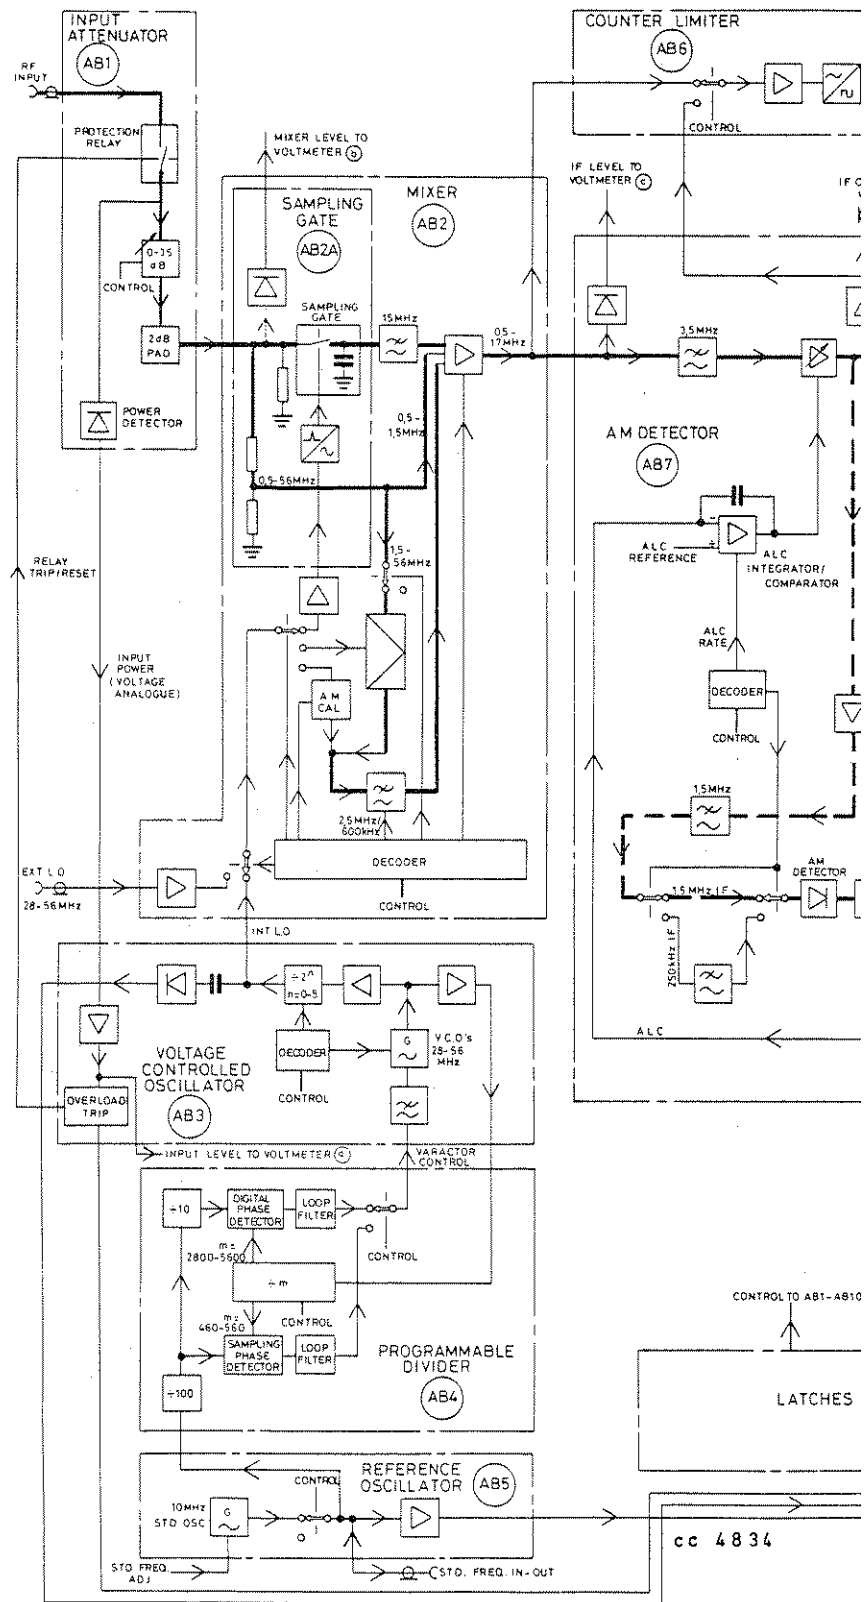 INPUT
ATTENUATOR
AB1
RF
INPUT
PROTECTION
RELAY
0-35
dB
CONTROL
2dB
PAD
POWER
DETECTOR
RELAY
TRIP/RESET
INPUT
POWER
(VOLTAGE
ANALOGUE)
MIXER LEVEL TO
VOLTMETER (b)
SAMPLING
GATE
AB2A
SAMPLING
GATE
MIXER
AB2
15MHz
0,5-
17MHz
0,5-
1,5MHz
0,5-56MHz
1,5-
56MHz
A M
CAL
2,5MHz/
600kHz
DECODER
CONTROL
EXT L.O
28-56MHz
INT L.O
COUNTER LIMITER
AB6
CONTROL
IF LEVEL TO
VOLTMETER (c)
IF
3,5MHz
AM DETECTOR
AB7
ALC
REFERENCE
-
+
ALC
INTEGRATOR/
COMPARATOR
ALC
RATE
DECODER
CONTROL
1,5MHz
AM
DETECTOR
1,5MHz IF
250kHz IF
ALC
÷2ⁿ
n=0-8
VOLTAGE
CONTROLLED
OSCILLATOR
AB3
DECODER
CONTROL
G
V.C.O's
28-56
MHz
OVERLOAD
TRIP
INPUT LEVEL TO VOLTMETER (a)
VARACTOR
CONTROL
÷10
DIGITAL
PHASE
DETECTOR
LOOP
FILTER
CONTROL
m=
2800-5600
÷m
CONTROL
m=
460-560
SAMPLING
PHASE
DETECTOR
LOOP
FILTER
PROGRAMMABLE
DIVIDER
AB4
÷100
CONTROL TO AB1-AB10
LATCHES
REFERENCE
OSCILLATOR
AB5
CONTROL
10MHz
STD OSC
G
STD FREQ.
ADJ
STD. FREQ. IN-OUT
cc 4834